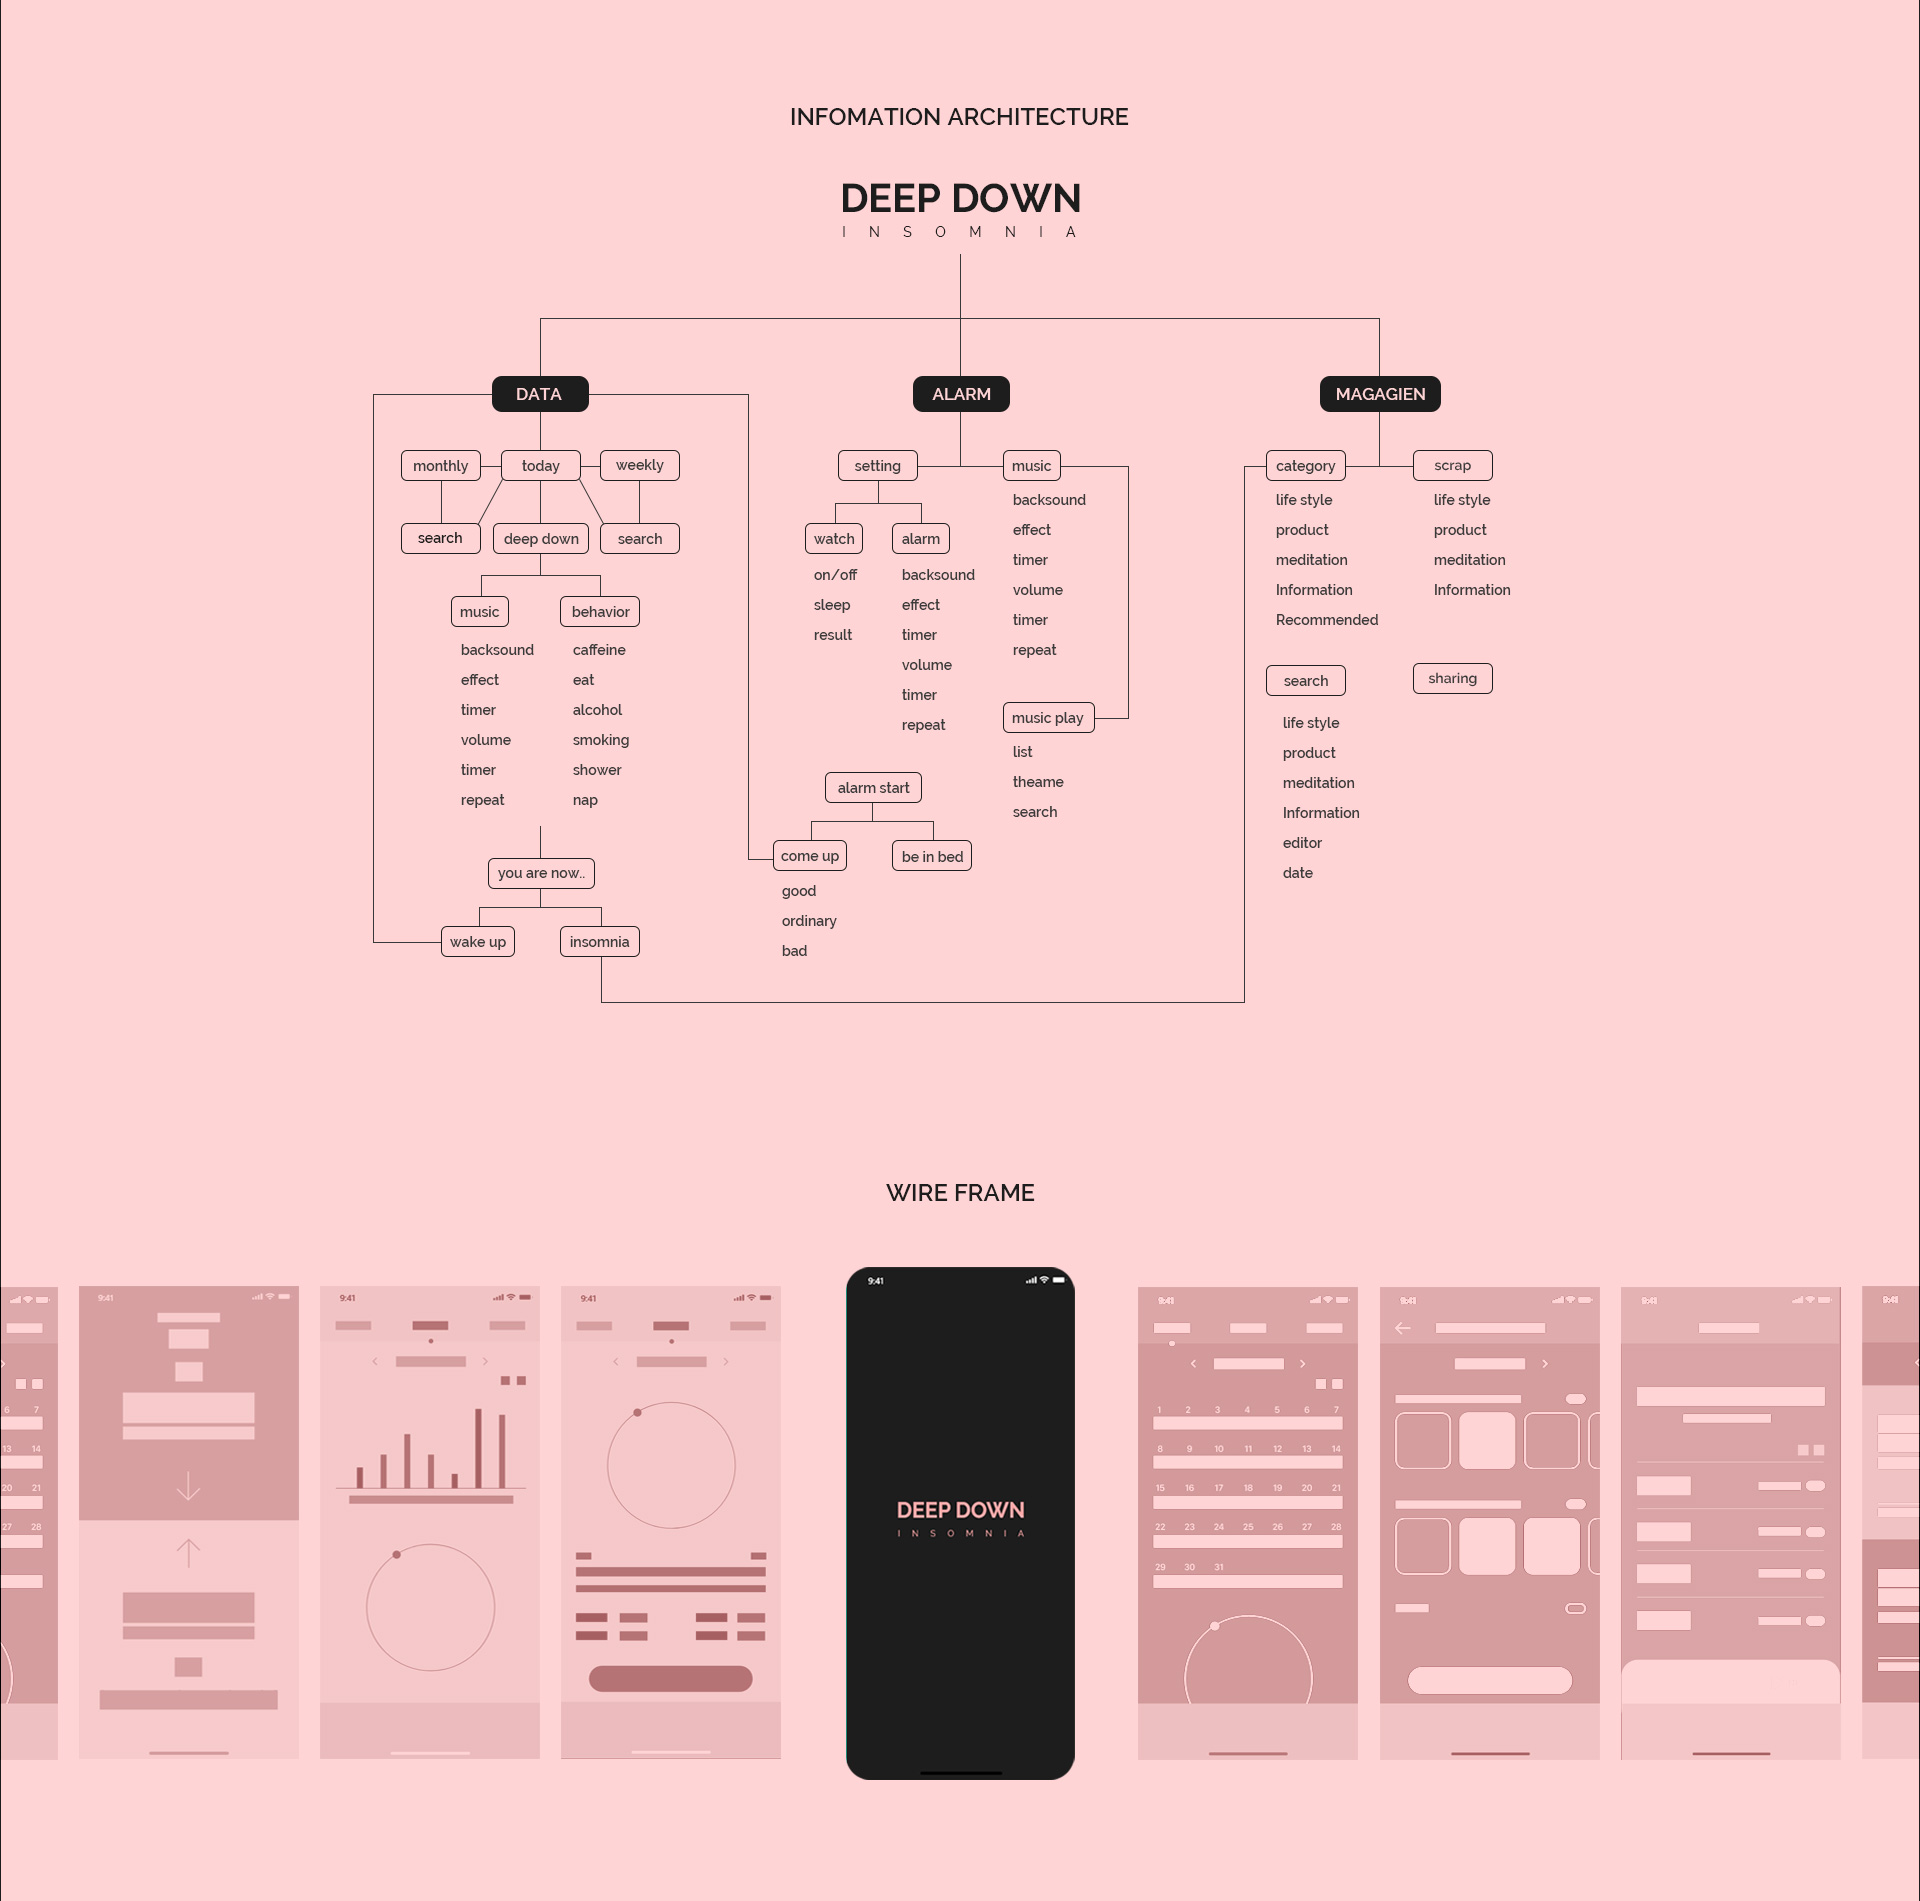 INFOMATION ARCHITECTURE
DEEP DOWN
INSOMNIA
DATA
monthly
today
weekly
search
deep down
search
music
behavior
backsound
effect
timer
volume
timer
repeat
caffeine
eat
alcohol
smoking
shower
nap
you are now..
wake up
insomnia
ALARM
setting
music
watch
alarm
on/off
sleep
result
backsound
effect
timer
volume
timer
repeat
backsound
effect
timer
volume
timer
repeat
music play
list
theame
search
alarm start
come up
be in bed
good
ordinary
bad
MAGAGIEN
category
scrap
life style
product
meditation
Information
Recommended
life style
product
meditation
Information
search
sharing
life style
product
meditation
Information
editor
date
WIRE FRAME
6 7
13 14
20 21
27 28
9:41
9:41
9:41
9:41
DEEP DOWN
INSOMNIA
9:41
1 2 3 4 5 6 7
8 9 10 11 12 13 14
15 16 17 18 19 20 21
22 23 24 25 26 27 28
29 30 31
9:41
9:41
9:41